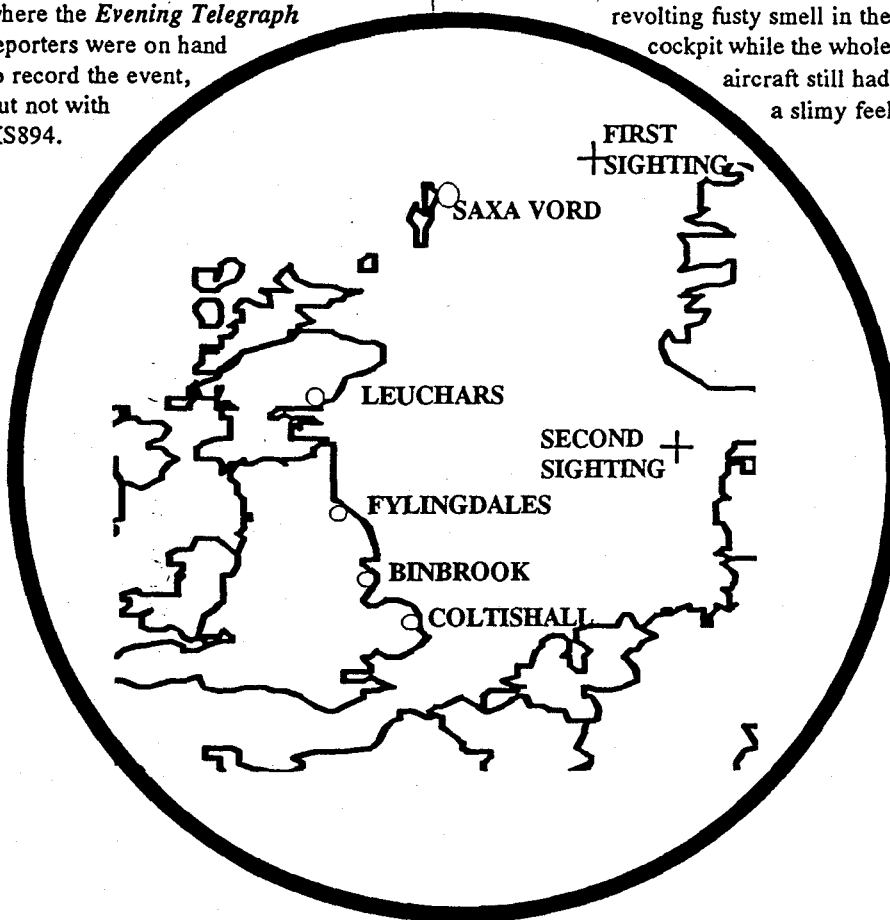 where the Evening Telegraph
reporters were on hand
to record the event,
but not with
XS894.
revolting fusty smell in the
cockpit while the whole
aircraft still had
a slimy feel
FIRST
SIGHTING
SAXA VORD
LEUCHARS
SECOND
SIGHTING
FYLINGDALES
BINBROOK
COLTISHALL